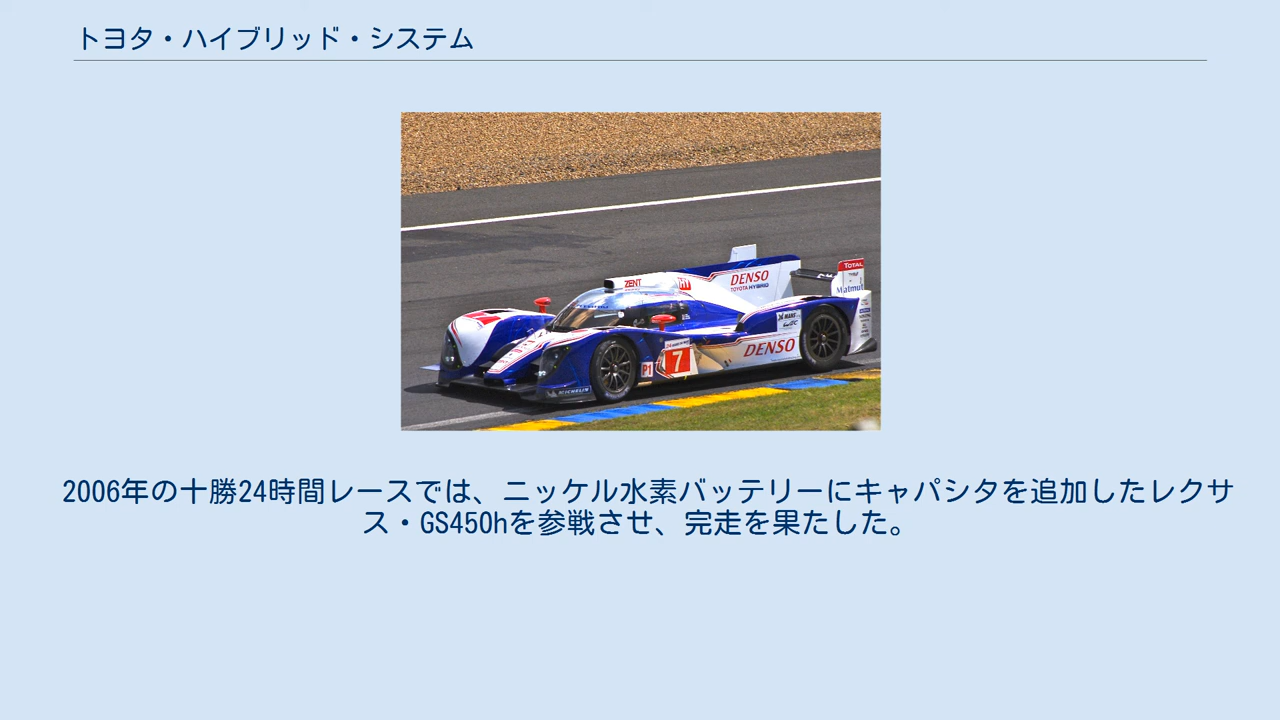 トヨタ・ハイブリッド・システム
ZENT
HY
DENSO
TOYOTA HYBRID
TOTAL
Matmut
LE MANS
WEC
P1
7
DENSO
MICHELIN
2006年の十勝24時間レースでは、ニッケル水素バッテリーにキャパシタを追加したレクサ
ス・GS450hを参戦させ、完走を果たした。